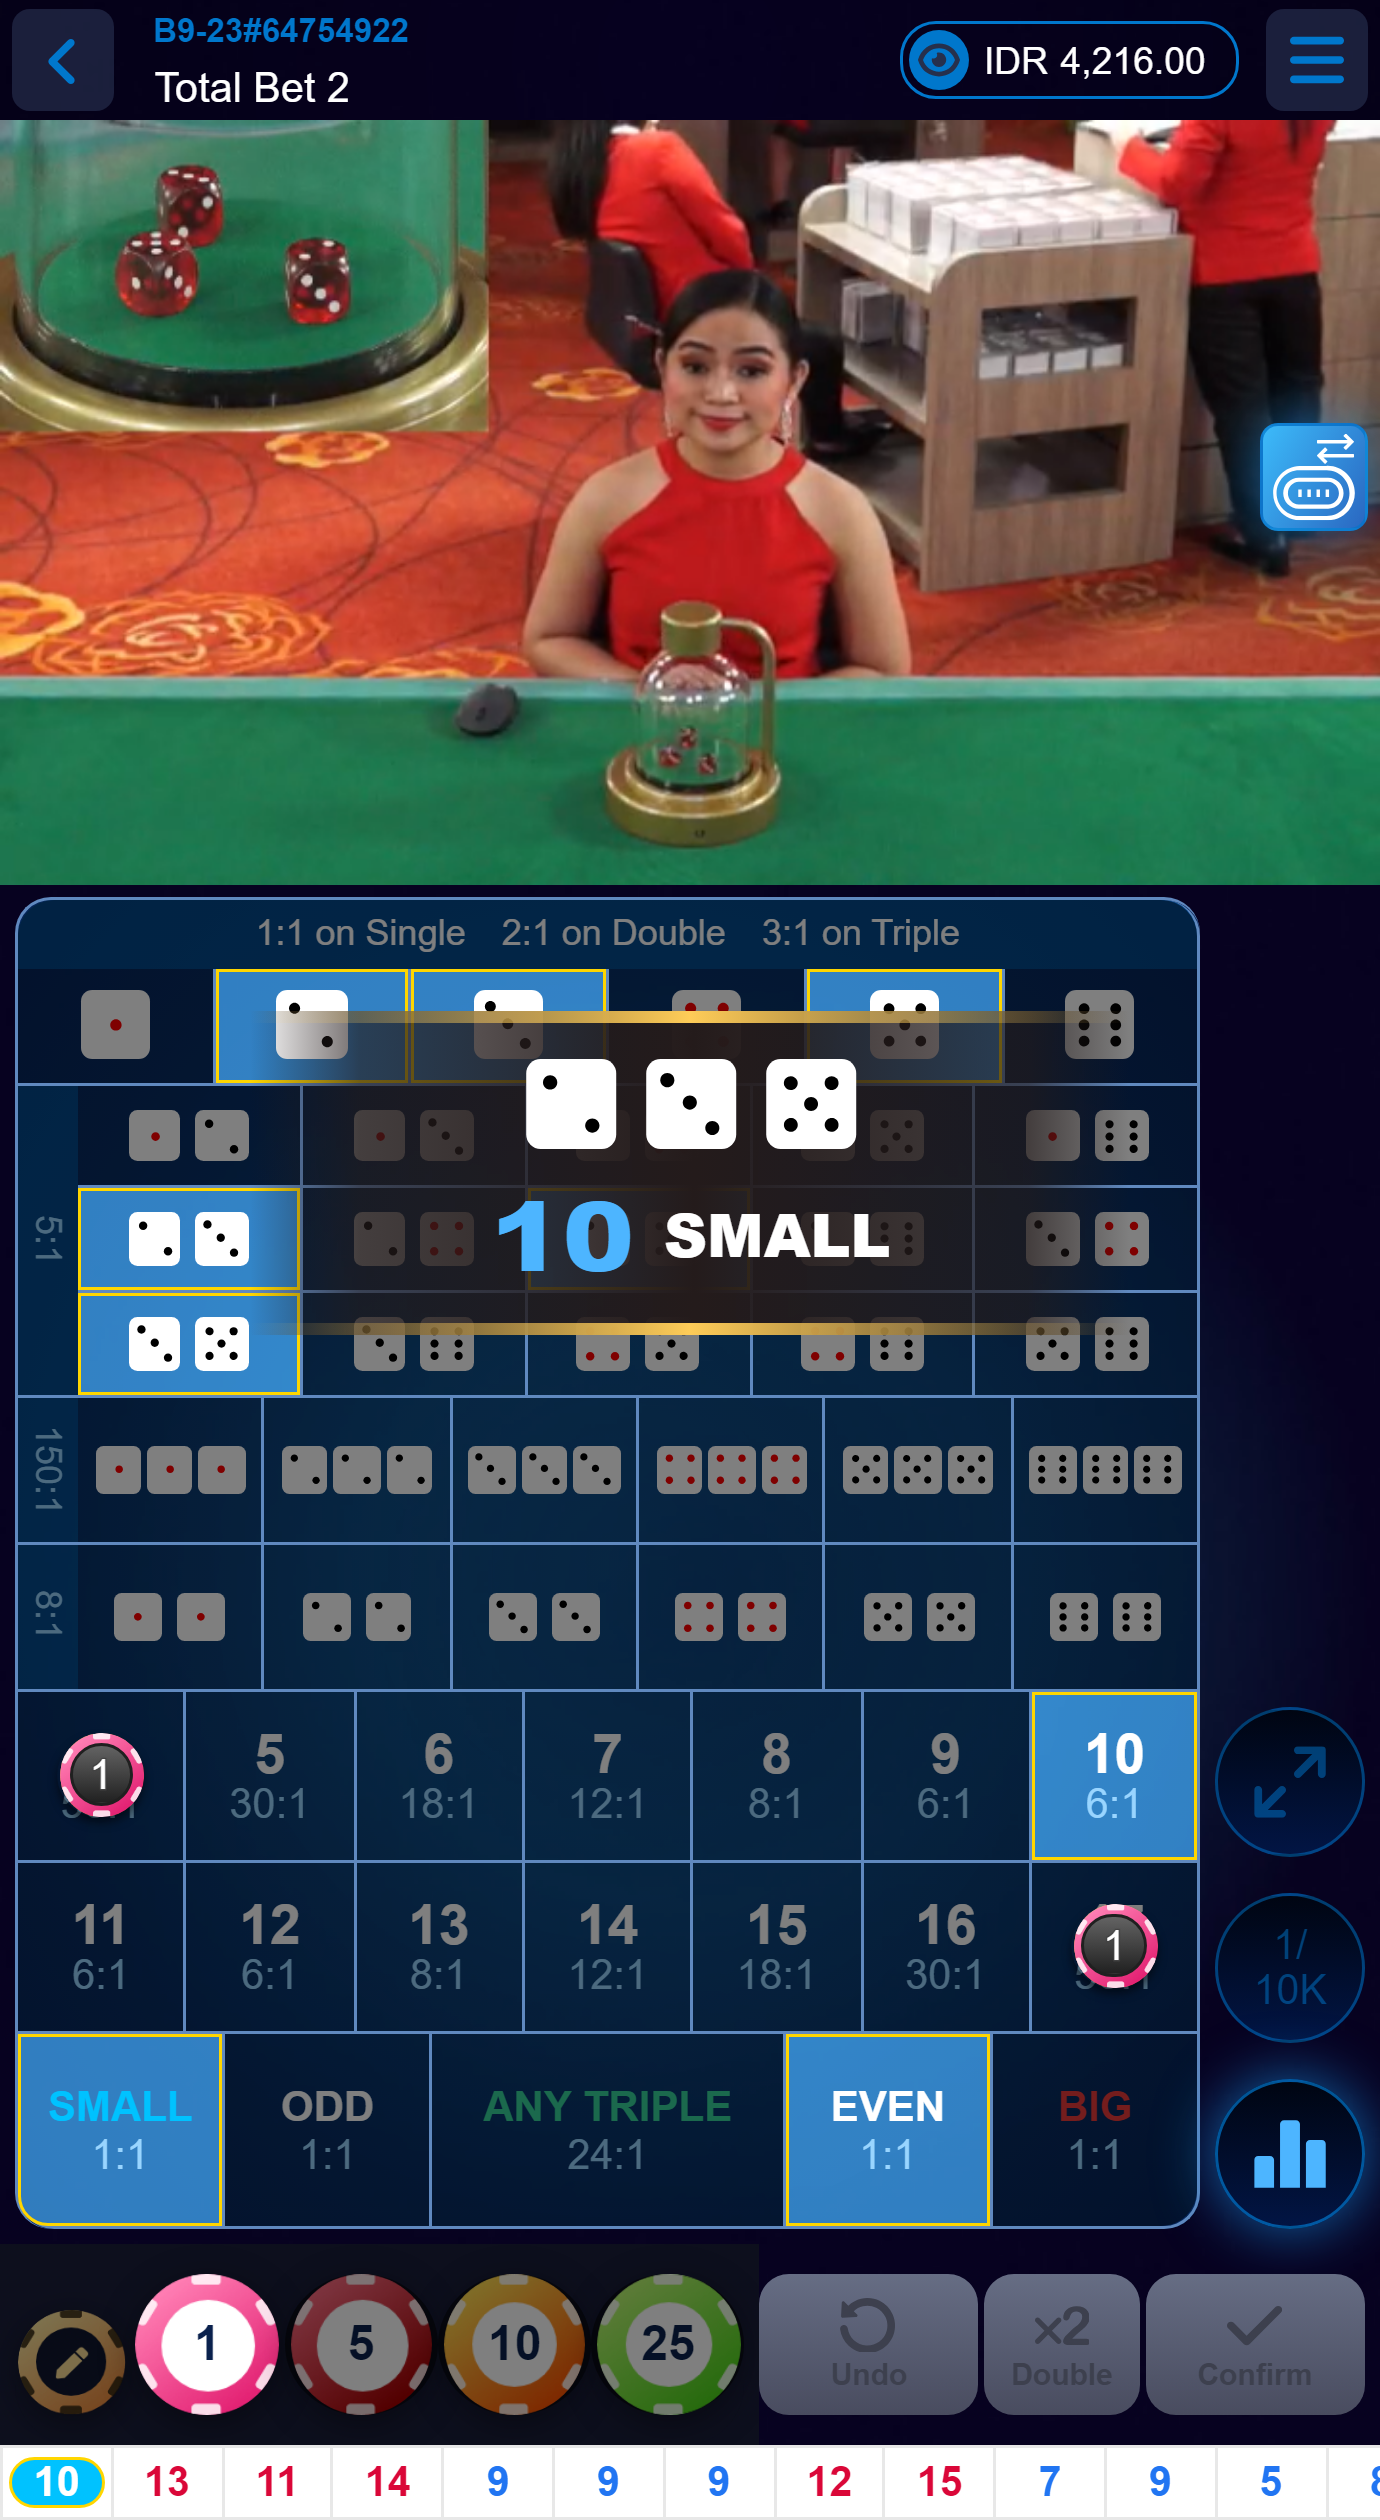 B9-23#64754922
Total Bet 2
IDR 4,216.00
1:1 on Single 2:1 on Double 3:1 on Triple
10 SMALL
5:1
150:1
8:1
1 5 6 7 8 9 10
30:1 18:1 12:1 8:1 6:1 6:1
11 12 13 14 15 16 1
6:1 6:1 8:1 12:1 18:1 30:1
1/
10K
SMALL ODD ANY TRIPLE EVEN BIG
1:1 1:1 24:1 1:1 1:1
1 5 10 25
x2
Undo Double Confirm
10 13 11 14 9 9 9 12 15 7 9 5